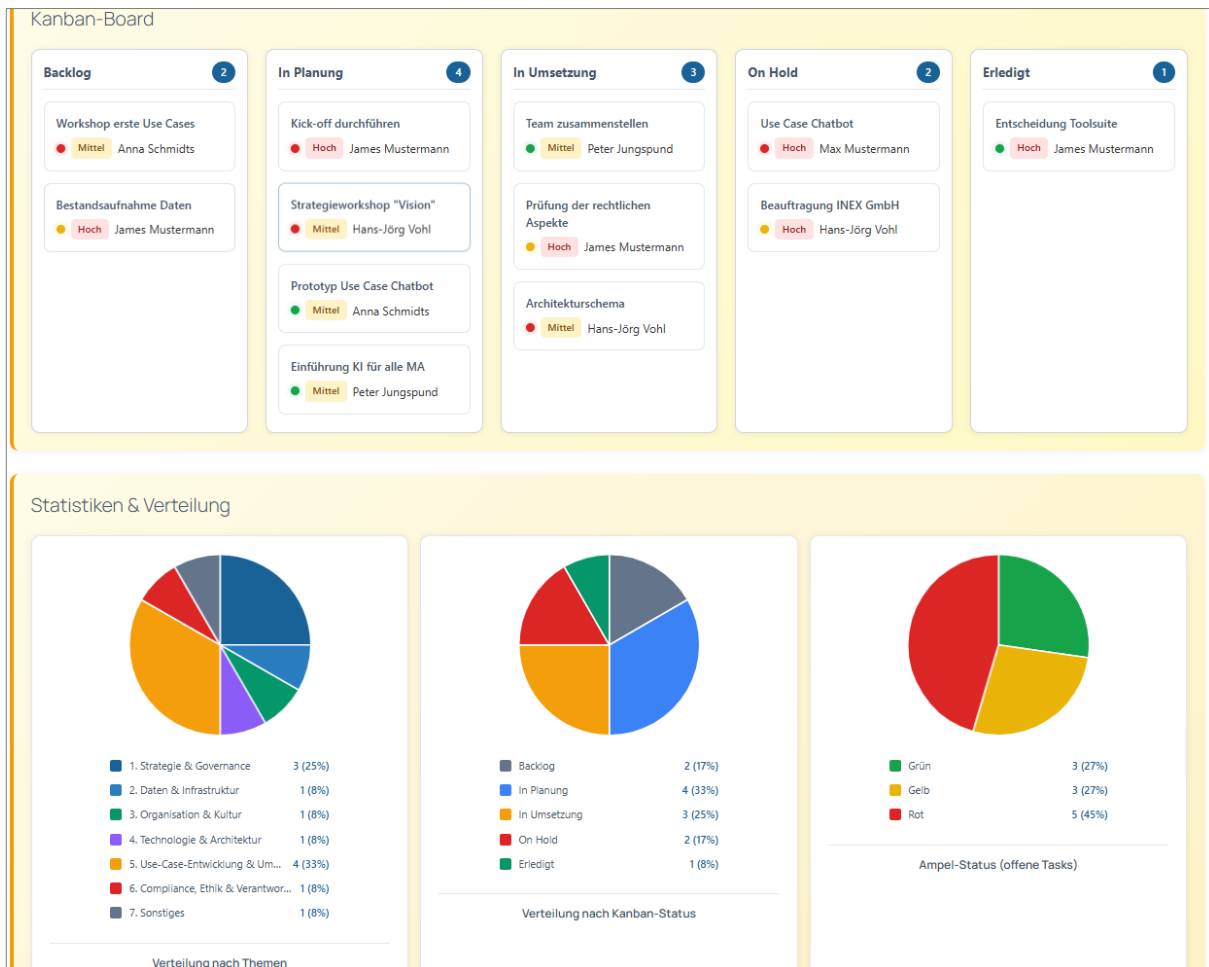 Kanban-Board
Backlog
2
Workshop erste Use Cases
Mittel Anna Schmidts
Bestandsaufnahme Daten
Hoch James Mustermann
In Planung
4
Kick-off durchführen
Hoch James Mustermann
Strategieworkshop "Vision"
Mittel Hans-Jörg Vohl
Prototyp Use Case Chatbot
Mittel Anna Schmidts
Einführung KI für alle MA
Mittel Peter Jungspund
In Umsetzung
3
Team zusammenstellen
Mittel Peter Jungspund
Prüfung der rechtlichen
Aspekte
Hoch James Mustermann
Architekturschema
Mittel Hans-Jörg Vohl
On Hold
2
Use Case Chatbot
Hoch Max Mustermann
Beauftragung INEX GmbH
Hoch Hans-Jörg Vohl
Erledigt
1
Entscheidung Toolsuite
Hoch James Mustermann
Statistiken & Verteilung
1. Strategie & Governance 3 (25%)
2. Daten & Infrastruktur 1 (8%)
3. Organisation & Kultur 1 (8%)
4. Technologie & Architektur 1 (8%)
5. Use-Case-Entwicklung & Um... 4 (33%)
6. Compliance, Ethik & Verantwor... 1 (8%)
7. Sonstiges 1 (8%)
Verteilung nach Themen
Backlog 2 (17%)
In Planung 4 (33%)
In Umsetzung 3 (25%)
On Hold 2 (17%)
Erledigt 1 (8%)
Verteilung nach Kanban-Status
Grün 3 (27%)
Gelb 3 (27%)
Rot 5 (45%)
Ampel-Status (offene Tasks)